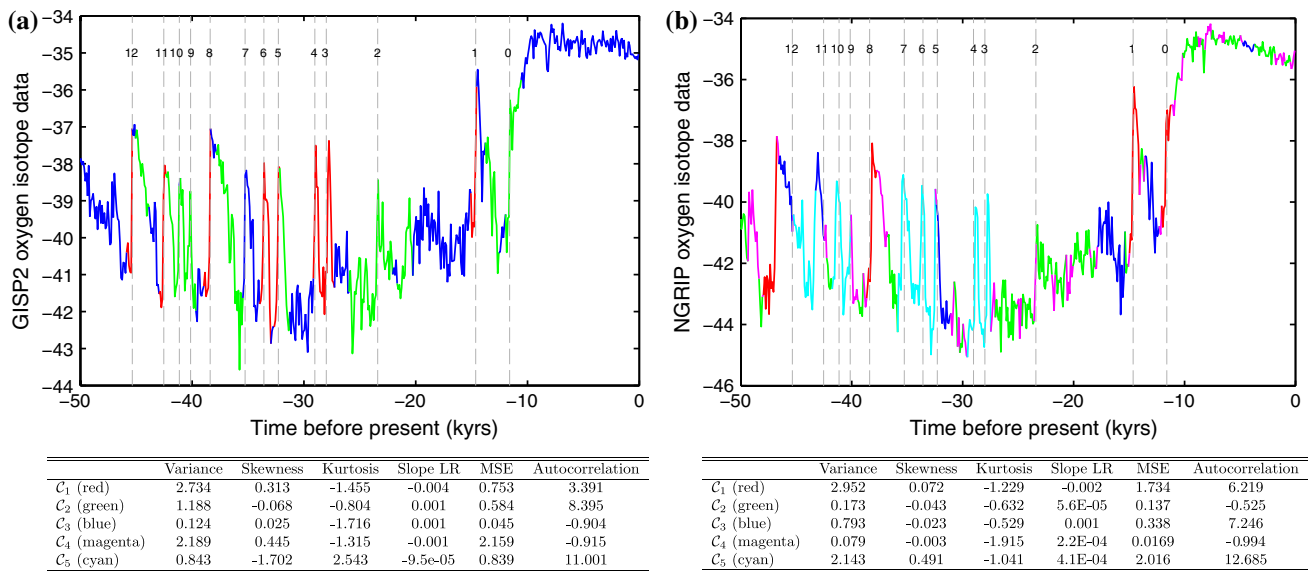 (a)
GISP2 oxygen isotope data
−34
−35
−36
−37
−38
−39
−40
−41
−42
−43
−44
12 11 10 9 8 7 6 5 4 3 2 1 0
−50 −40 −30 −20 −10 0
Time before present (kyrs)
Variance Skewness Kurtosis Slope LR MSE Autocorrelation
C1 (red) 2.734 0.313 -1.455 -0.004 0.753 3.391
C2 (green) 1.188 -0.068 -0.804 0.001 0.584 8.395
C3 (blue) 0.124 0.025 -1.716 0.001 0.045 -0.904
C4 (magenta) 2.189 0.445 -1.315 -0.001 2.159 -0.915
C5 (cyan) 0.843 -1.702 2.543 -9.5e-05 0.839 11.001
(b)
NGRIP oxygen isotope data
−34
−36
−38
−40
−42
−44
−46
12 11 10 9 8 7 6 5 4 3 2 1 0
−50 −40 −30 −20 −10 0
Time before present (kyrs)
Variance Skewness Kurtosis Slope LR MSE Autocorrelation
C1 (red) 2.952 0.072 -1.229 -0.002 1.734 6.219
C2 (green) 0.173 -0.043 -0.632 5.6E-05 0.137 -0.525
C3 (blue) 0.793 -0.023 -0.529 0.001 0.338 7.246
C4 (magenta) 0.079 -0.003 -1.915 2.2E-04 0.0169 -0.994
C5 (cyan) 2.143 0.491 -1.041 4.1E-04 2.016 12.685